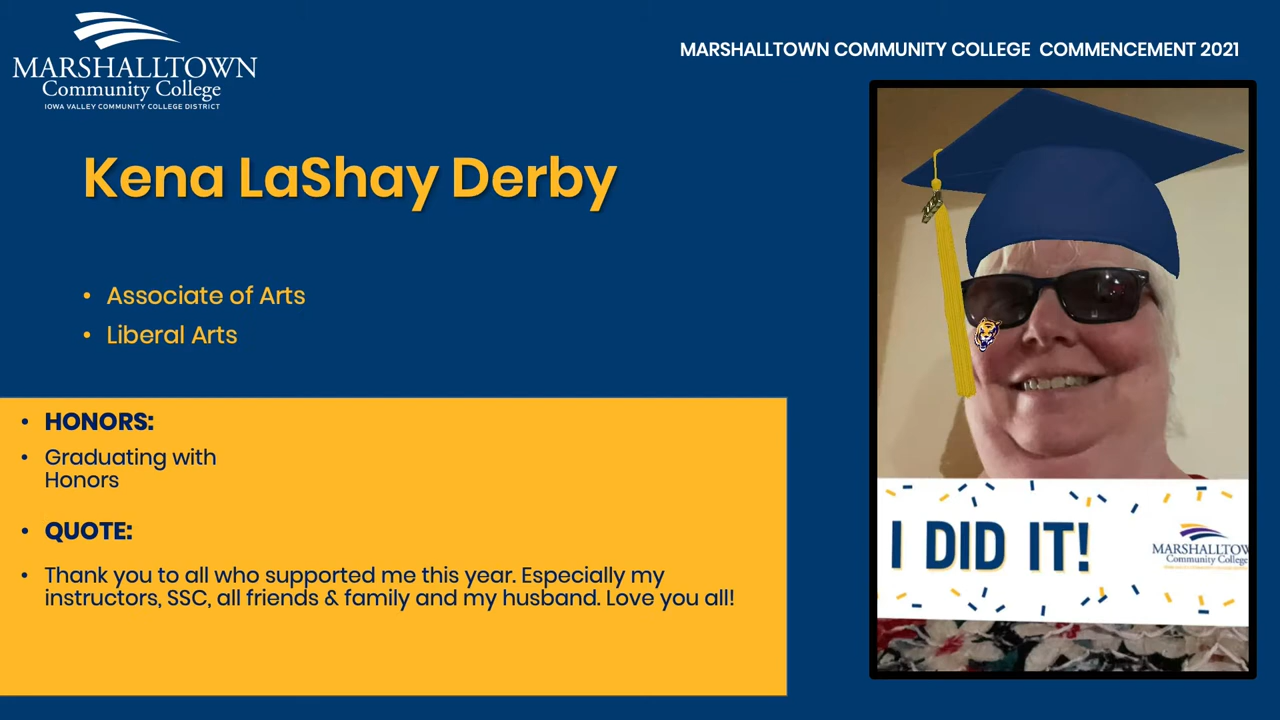 MARSHALLTOWN
Community College
IOWA VALLEY COMMUNITY COLLEGE DISTRICT
MARSHALLTOWN COMMUNITY COLLEGE COMMENCEMENT 2021
Kena LaShay Derby
• Associate of Arts
• Liberal Arts
• HONORS:
• Graduating with
Honors
• QUOTE:
• Thank you to all who supported me this year. Especially my
instructors, SSC, all friends & family and my husband. Love you all!
I DID IT!
MARSHALLTOW
Community College